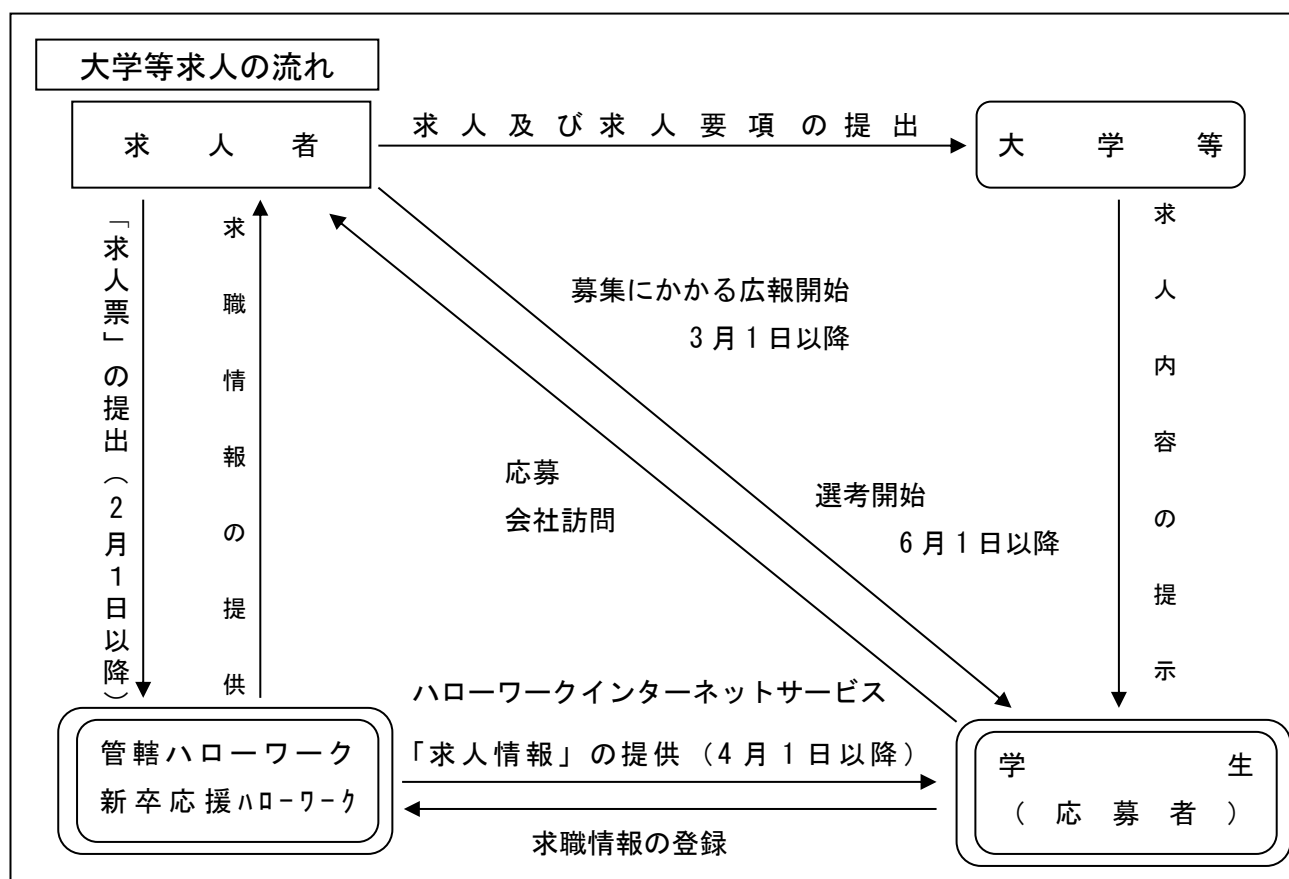 大学等求人の流れ
求人者
求人及び求人要項の提出
大学等
「求人票」の提出(2月1日以降)
求職情報の提供
募集にかかる広報開始
3月1日以降
求人内容の提示
応募
会社訪問
選考開始
6月1日以降
ハローワークインターネットサービス
「求人情報」の提供(4月1日以降)
管轄ハローワーク
新卒応援ﾊﾛｰﾜｰｸ
学生
(応募者)
求職情報の登録